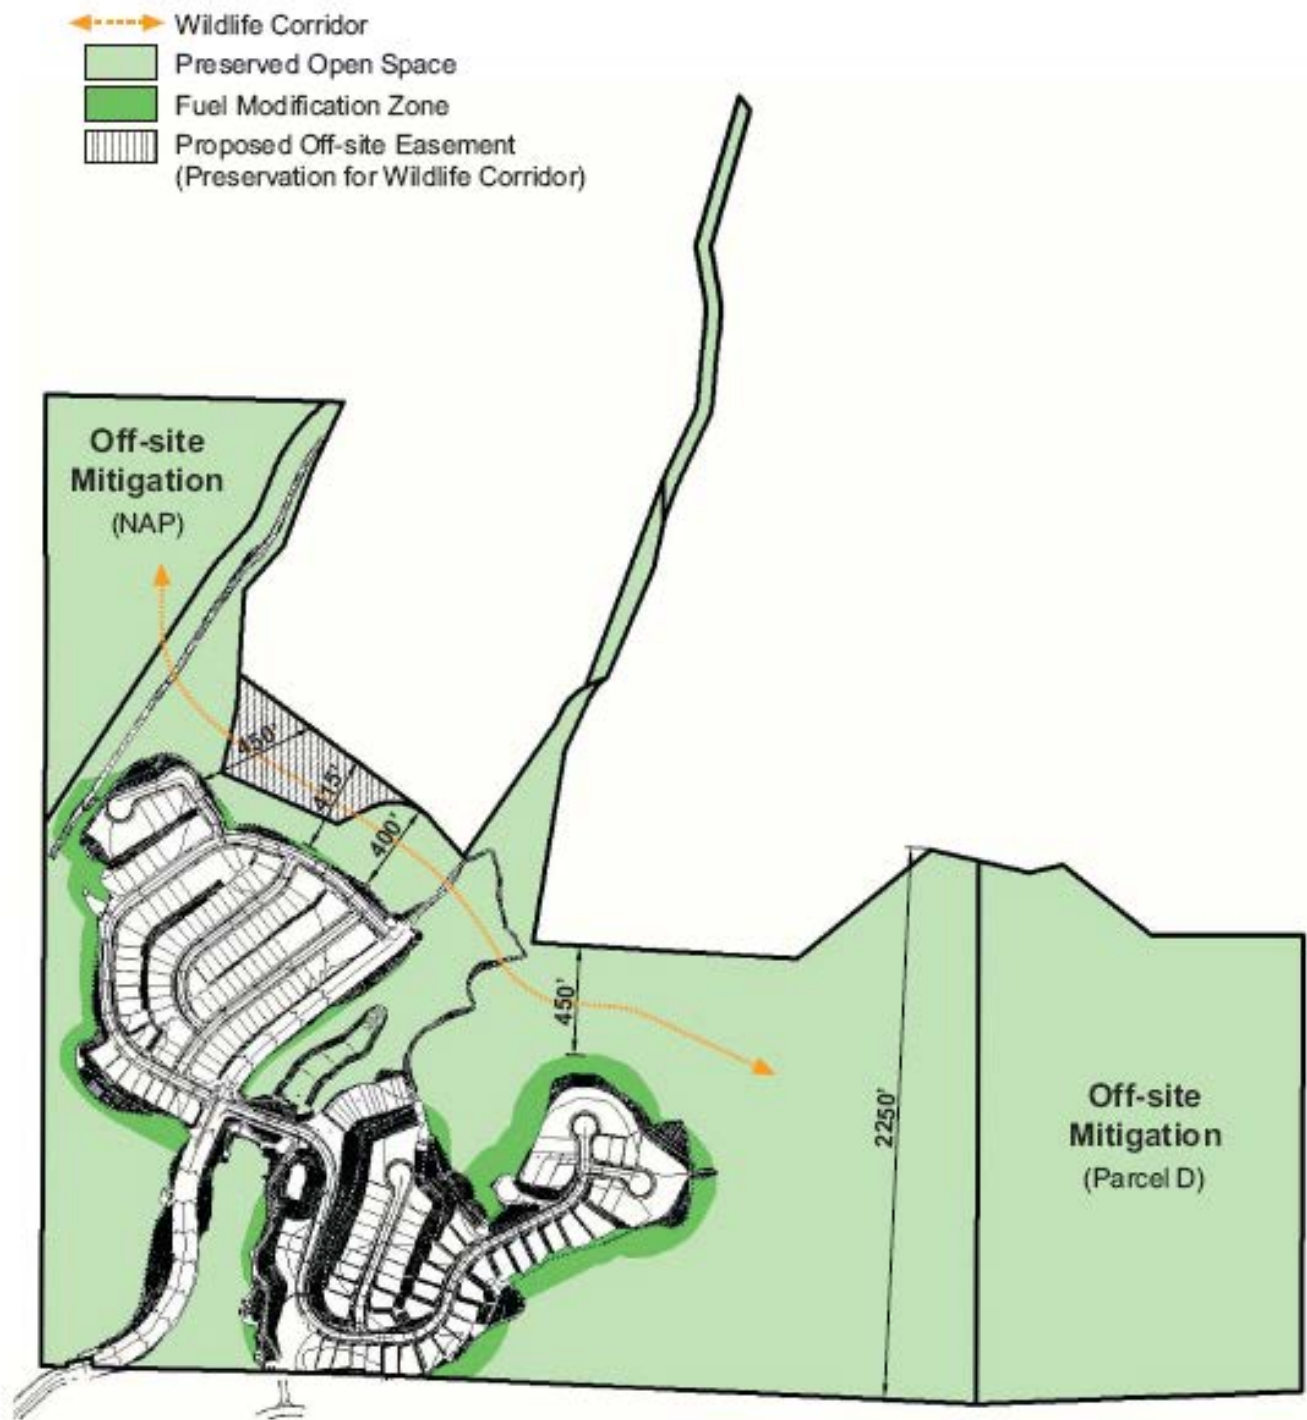 Wildlife Corridor
Preserved Open Space
Fuel Modification Zone
Proposed Off-site Easement
(Preservation for Wildlife Corridor)
Off-site
Mitigation
(NAP)
450'
415'
400'
450'
2250'
Off-site
Mitigation
(Parcel D)